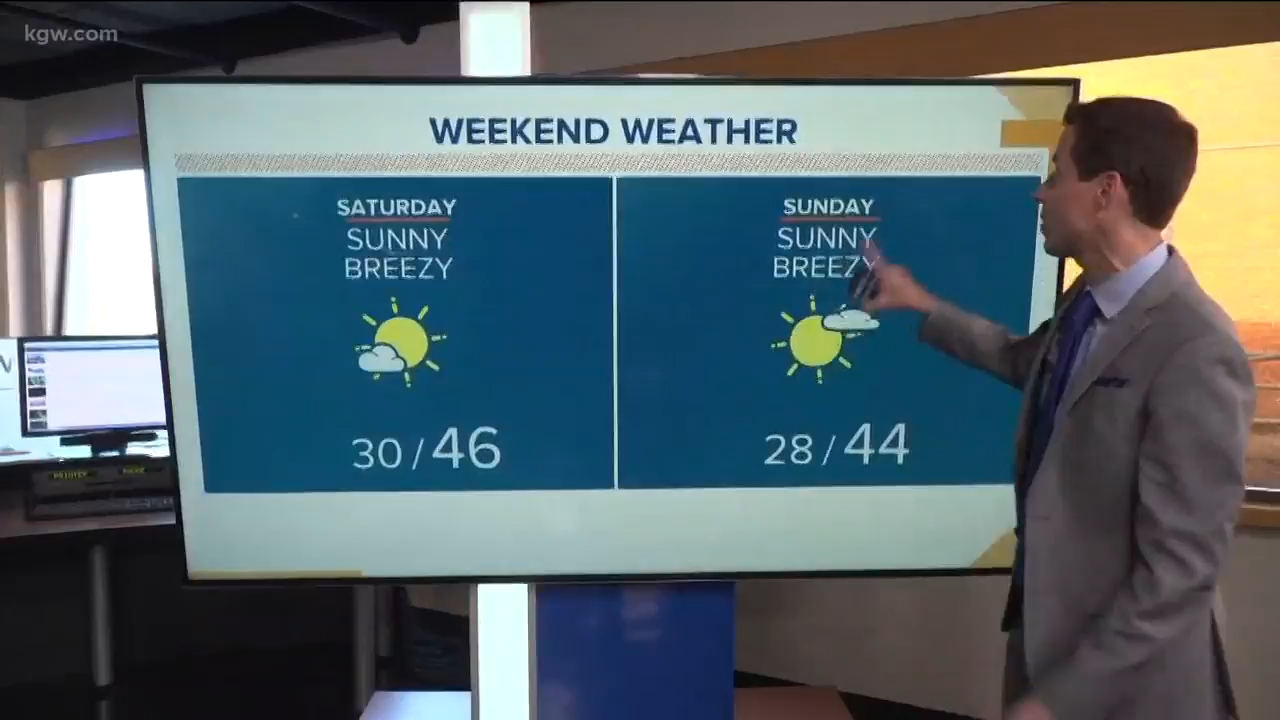 kgw.com
WEEKEND WEATHER
SATURDAY
SUNNY
BREEZY
30 / 46
SUNDAY
SUNNY
BREEZY
28 / 44